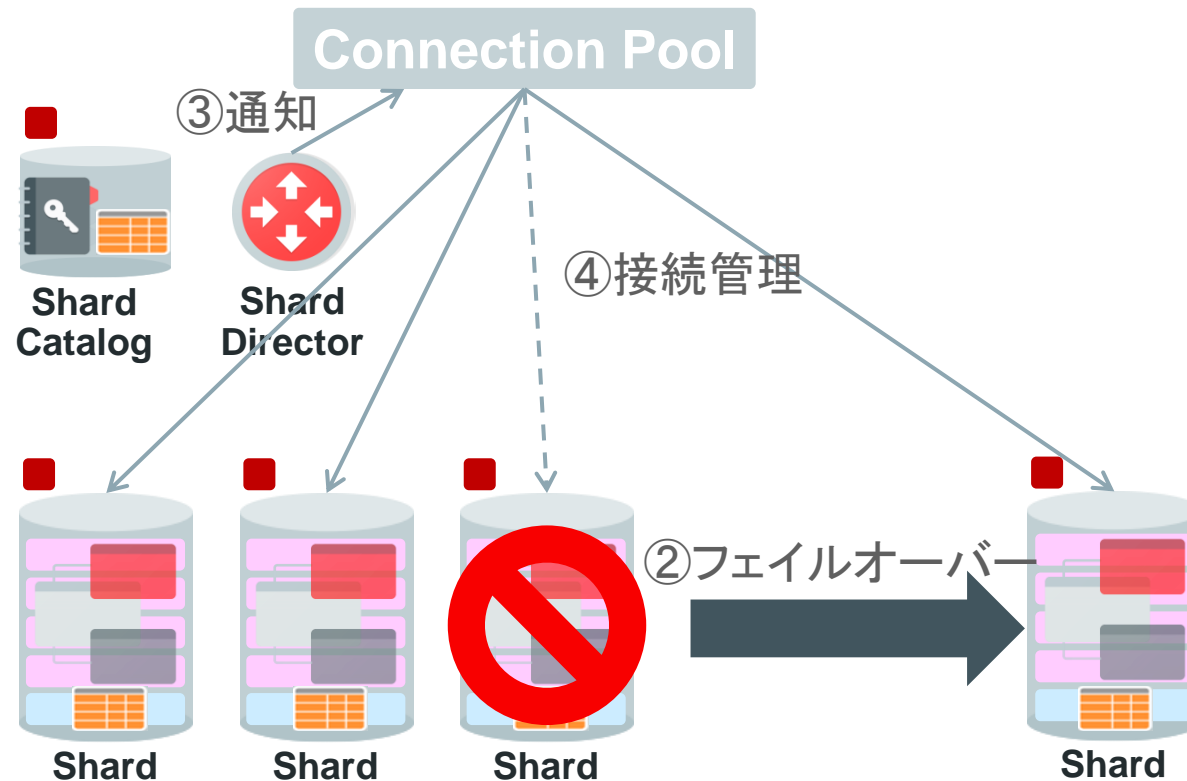 Connection Pool
③通知
Shard
Catalog
Shard
Director
④接続管理
②フェイルオーバー
Shard
Shard
Shard
Shard